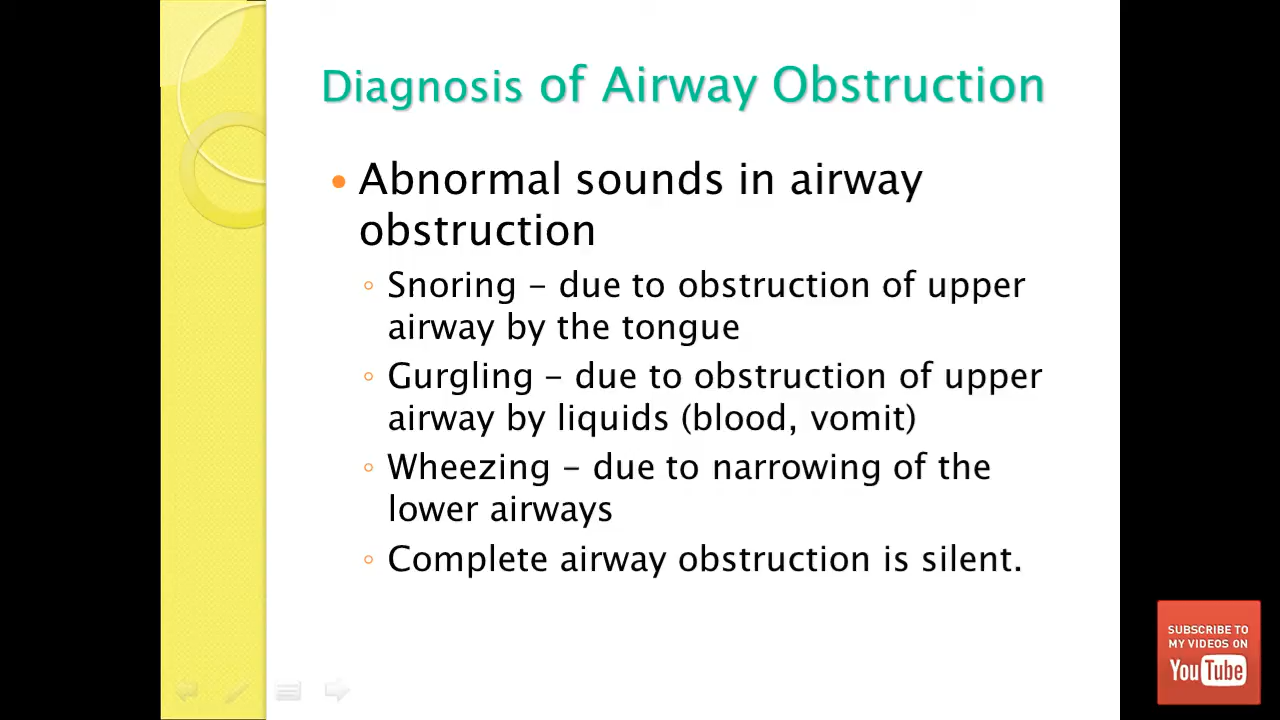 Diagnosis of Airway Obstruction
• Abnormal sounds in airway
obstruction
◦ Snoring – due to obstruction of upper
airway by the tongue
◦ Gurgling – due to obstruction of upper
airway by liquids (blood, vomit)
◦ Wheezing – due to narrowing of the
lower airways
◦ Complete airway obstruction is silent.
SUBSCRIBE TO
MY VIDEOS ON
YouTube